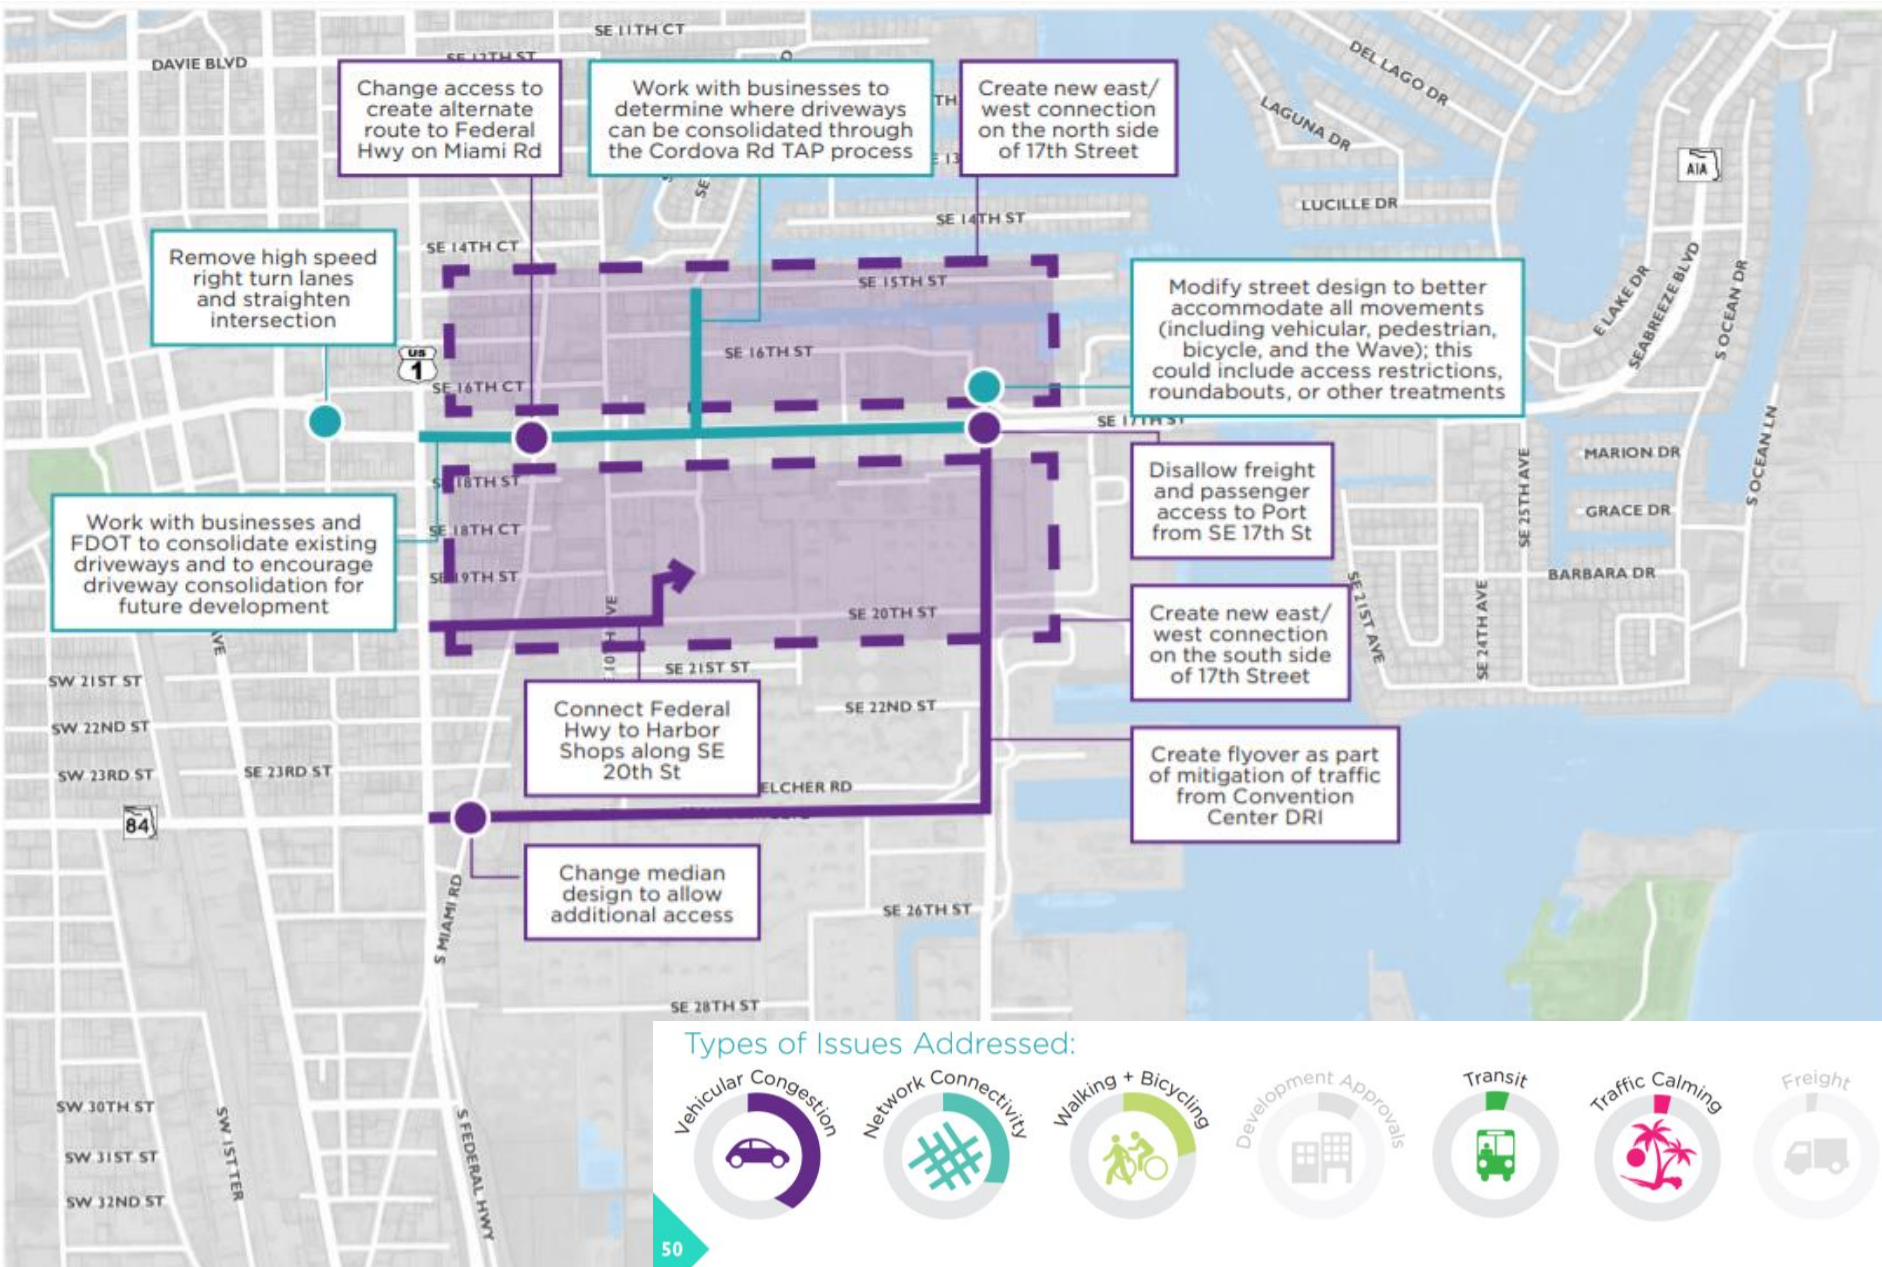 SE 11TH CT
DAVIE BLVD
SE 12TH ST
Change access to
create alternate
route to Federal
Hwy on Miami Rd
Work with businesses to
determine where driveways
can be consolidated through
the Cordova Rd TAP process
Create new east/
west connection
on the north side
of 17th Street
DEL LAGO DR
LAGUNA DR
A1A
LUCILLE DR
SE 14TH ST
SE 14TH CT
Remove high speed
right turn lanes
and straighten
intersection
SE 15TH ST
Modify street design to better
accommodate all movements
(including vehicular, pedestrian,
bicycle, and the Wave); this
could include access restrictions,
roundabouts, or other treatments
E LAKE DR
SEABREEZE BLVD
S OCEAN DR
US
1
SE 16TH ST
SE 16TH CT
SE 17TH ST
S OCEAN LN
MARION DR
SE 25TH AVE
GRACE DR
Disallow freight
and passenger
access to Port
from SE 17th St
SE 18TH ST
SE 18TH CT
Work with businesses and
FDOT to consolidate existing
driveways and to encourage
driveway consolidation for
future development
SE 19TH ST
BARBARA DR
SE 21ST AVE
SE 24TH AVE
10TH AVE
SE 20TH ST
Create new east/
west connection
on the south side
of 17th Street
AVE
SE 21ST ST
SW 21ST ST
SE 22ND ST
SW 22ND ST
Connect Federal
Hwy to Harbor
Shops along SE
20th St
SW 23RD ST
SE 23RD ST
ELCHER RD
Create flyover as part
of mitigation of traffic
from Convention
Center DRI
84
Change median
design to allow
additional access
S MIAMI RD
SE 26TH ST
SE 28TH ST
SW 30TH ST
SW 31ST ST
SW 32ND ST
SW 1ST TER
S FEDERAL HWY
Types of Issues Addressed:
Vehicular Congestion
Network Connectivity
Walking + Bicycling
Development Approvals
Transit
Traffic Calming
Freight
50